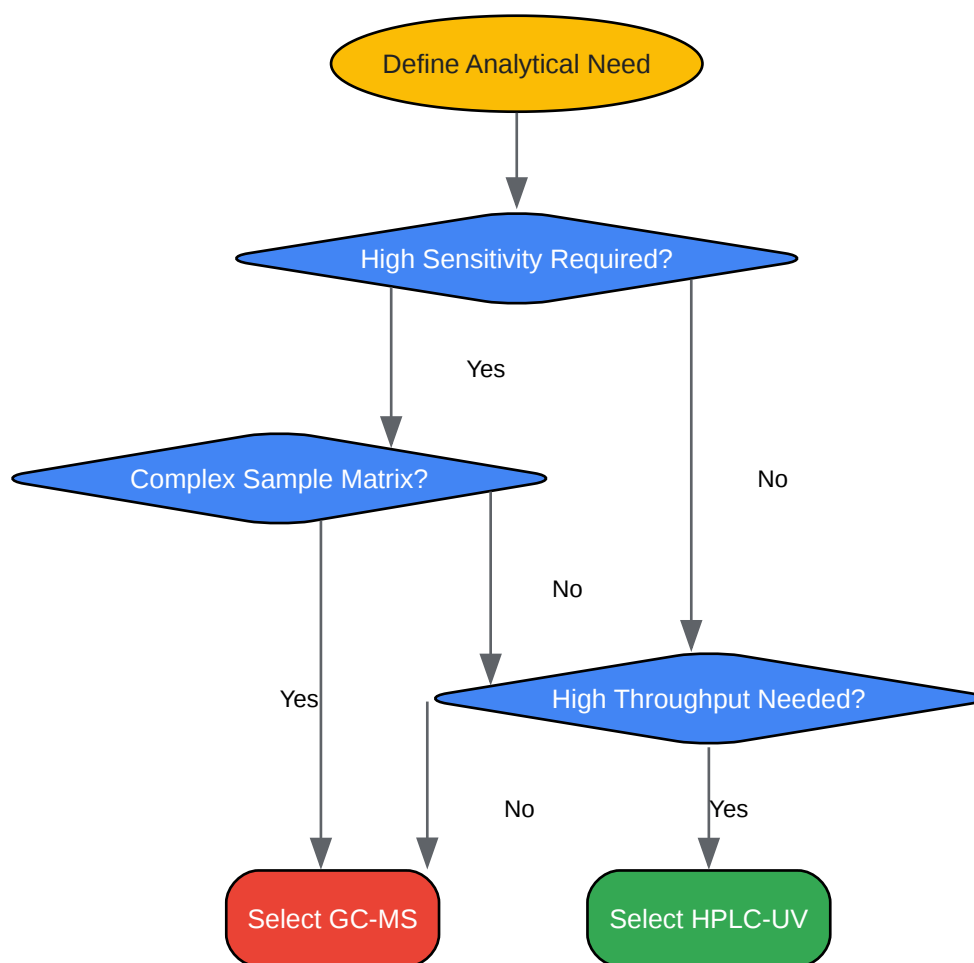 Define Analytical Need
High Sensitivity Required?
Yes
Complex Sample Matrix?
No
No
Yes
High Throughput Needed?
No
Yes
Select GC-MS
Select HPLC-UV